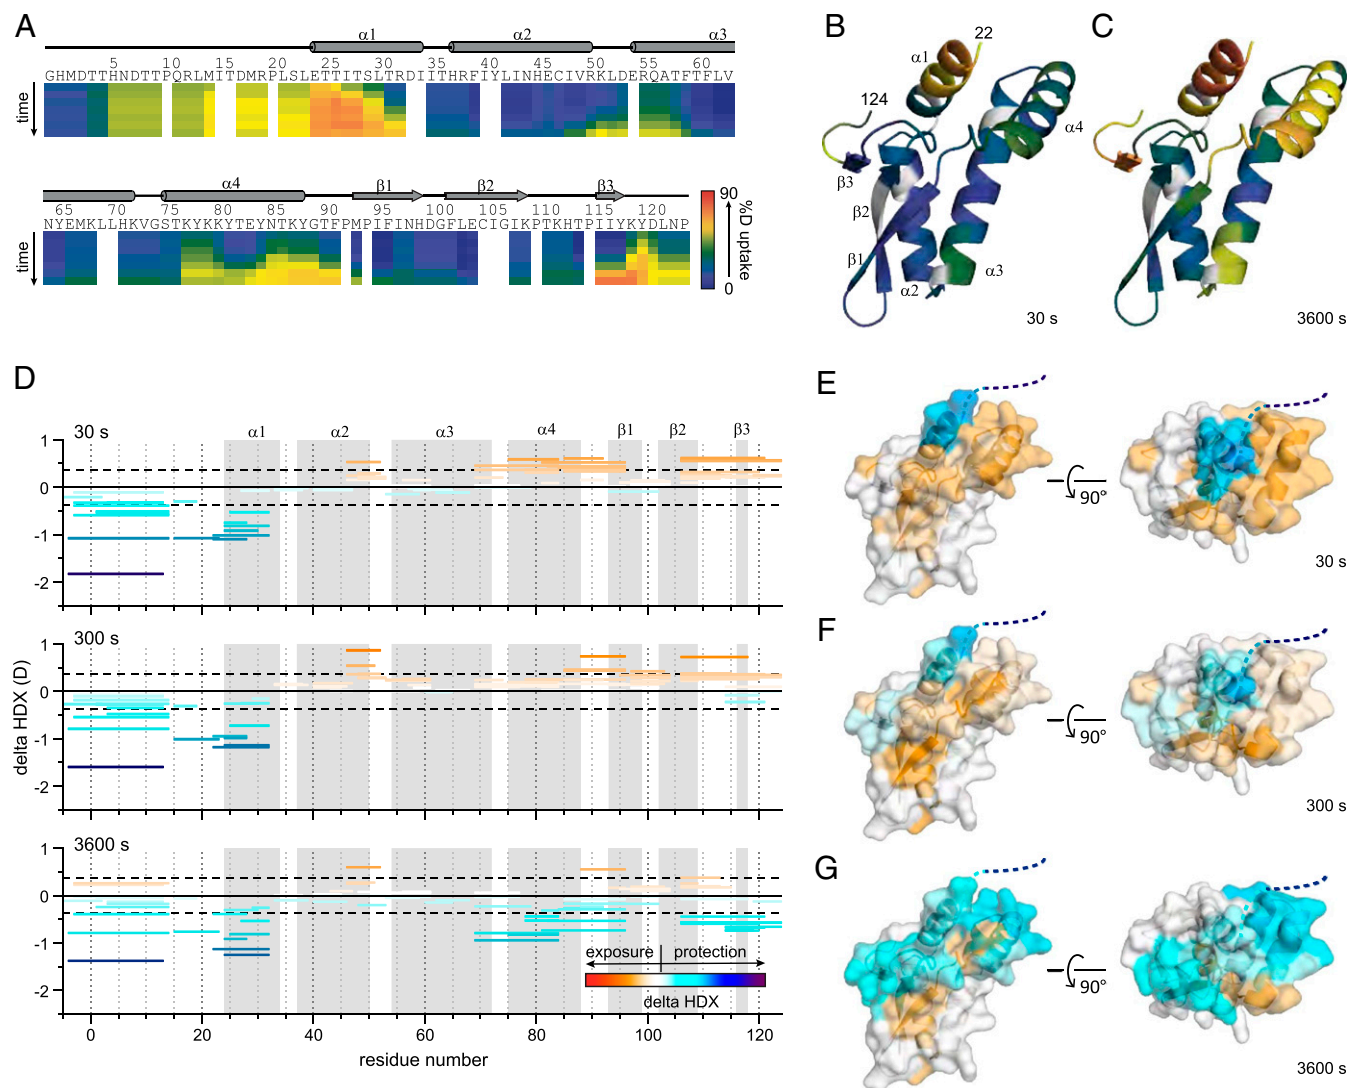 A
α1
α2
α3
5 10 15 20 25 30 35 40 45 50 55 60
GHMDTTHNDTTPQRLMITDMRPLSLETTITSLTRDIITHRFIYLINHECIVRKLDERQATFTFLV
time
α4
β1
β2
β3
65 70 75 80 85 90 95 100 105 110 115 120
NYEMKLLHKVGSTKYKKYTEYNTKYGTFPMPIFINHDGFLECIGIKPTKHTPIIYKYDLNP
time
90
%D uptake
0
B
22
α1
124
α4
β3
β2
β1
α2
α3
30 s
C
3600 s
D
30 s
α1 α2 α3 α4 β1 β2 β3
1
0
-1
-2
300 s
1
0
-1
-2
delta HDX (D)
3600 s
1
0
-1
-2
exposure
protection
delta HDX
0 20 40 60 80 100 120
residue number
E
90°
30 s
F
90°
300 s
G
90°
3600 s